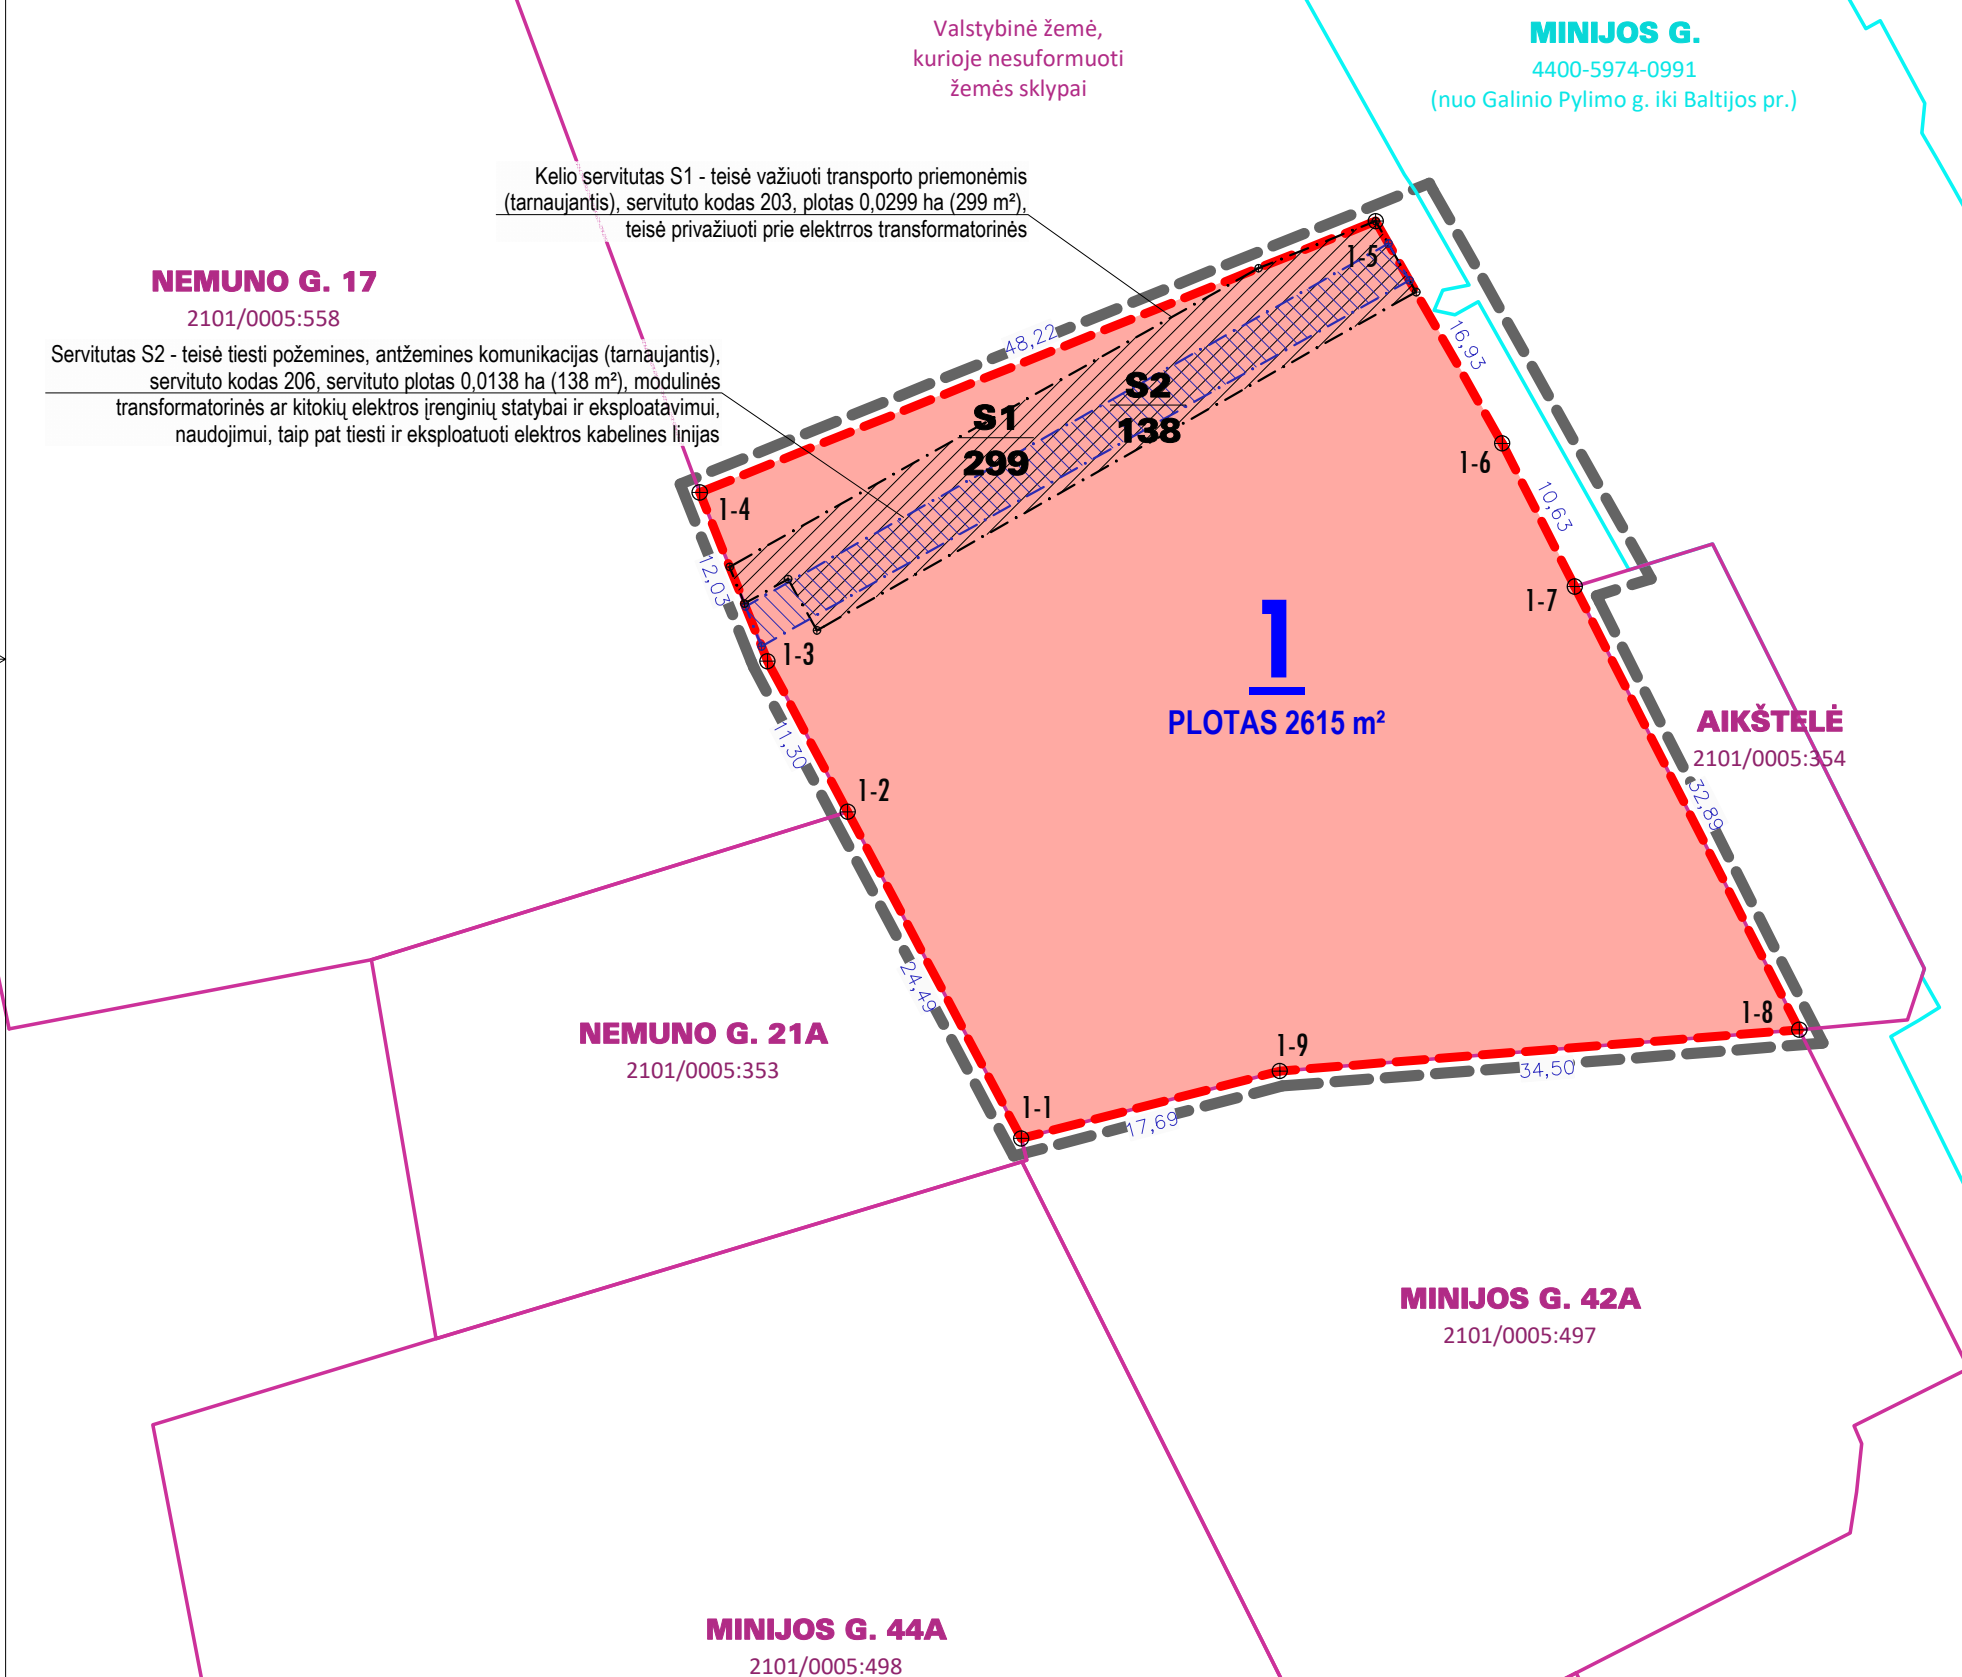 Valstybinė žemė,
kurioje nesuformuoti
žemės sklypai
MINIJOS G.
4400-5974-0991
(nuo Galinio Pylimo g. iki Baltijos pr.)
Kelio servitutas S1 - teisė važiuoti transporto priemonėmis
(tarnaujantis), servituto kodas 203, plotas 0,0299 ha (299 m²),
teisė privažiuoti prie elektrros transformatorinės
NEMUNO G. 17
2101/0005:558
Servitutas S2 - teisė tiesti požemines, antžemines komunikacijas (tarnaujantis),
servituto kodas 206, servituto plotas 0,0138 ha (138 m²), modulinės
transformatorinės ar kitokių elektros įrenginių statybai ir eksploatavimui,
naudojimui, taip pat tiesti ir eksploatuoti elektros kabelines linijas
1-5
48,22
16,93
S2
138
S1
299
1-6
1-4
10,63
12,03
1-7
1-3
1
PLOTAS 2615 m²
11,30
1-2
AIKŠTELĖ
2101/0005:354
32,89
24,49
1-8
NEMUNO G. 21A
2101/0005:353
1-9
34,50
1-1
17,69
MINIJOS G. 42A
2101/0005:497
MINIJOS G. 44A
2101/0005:498